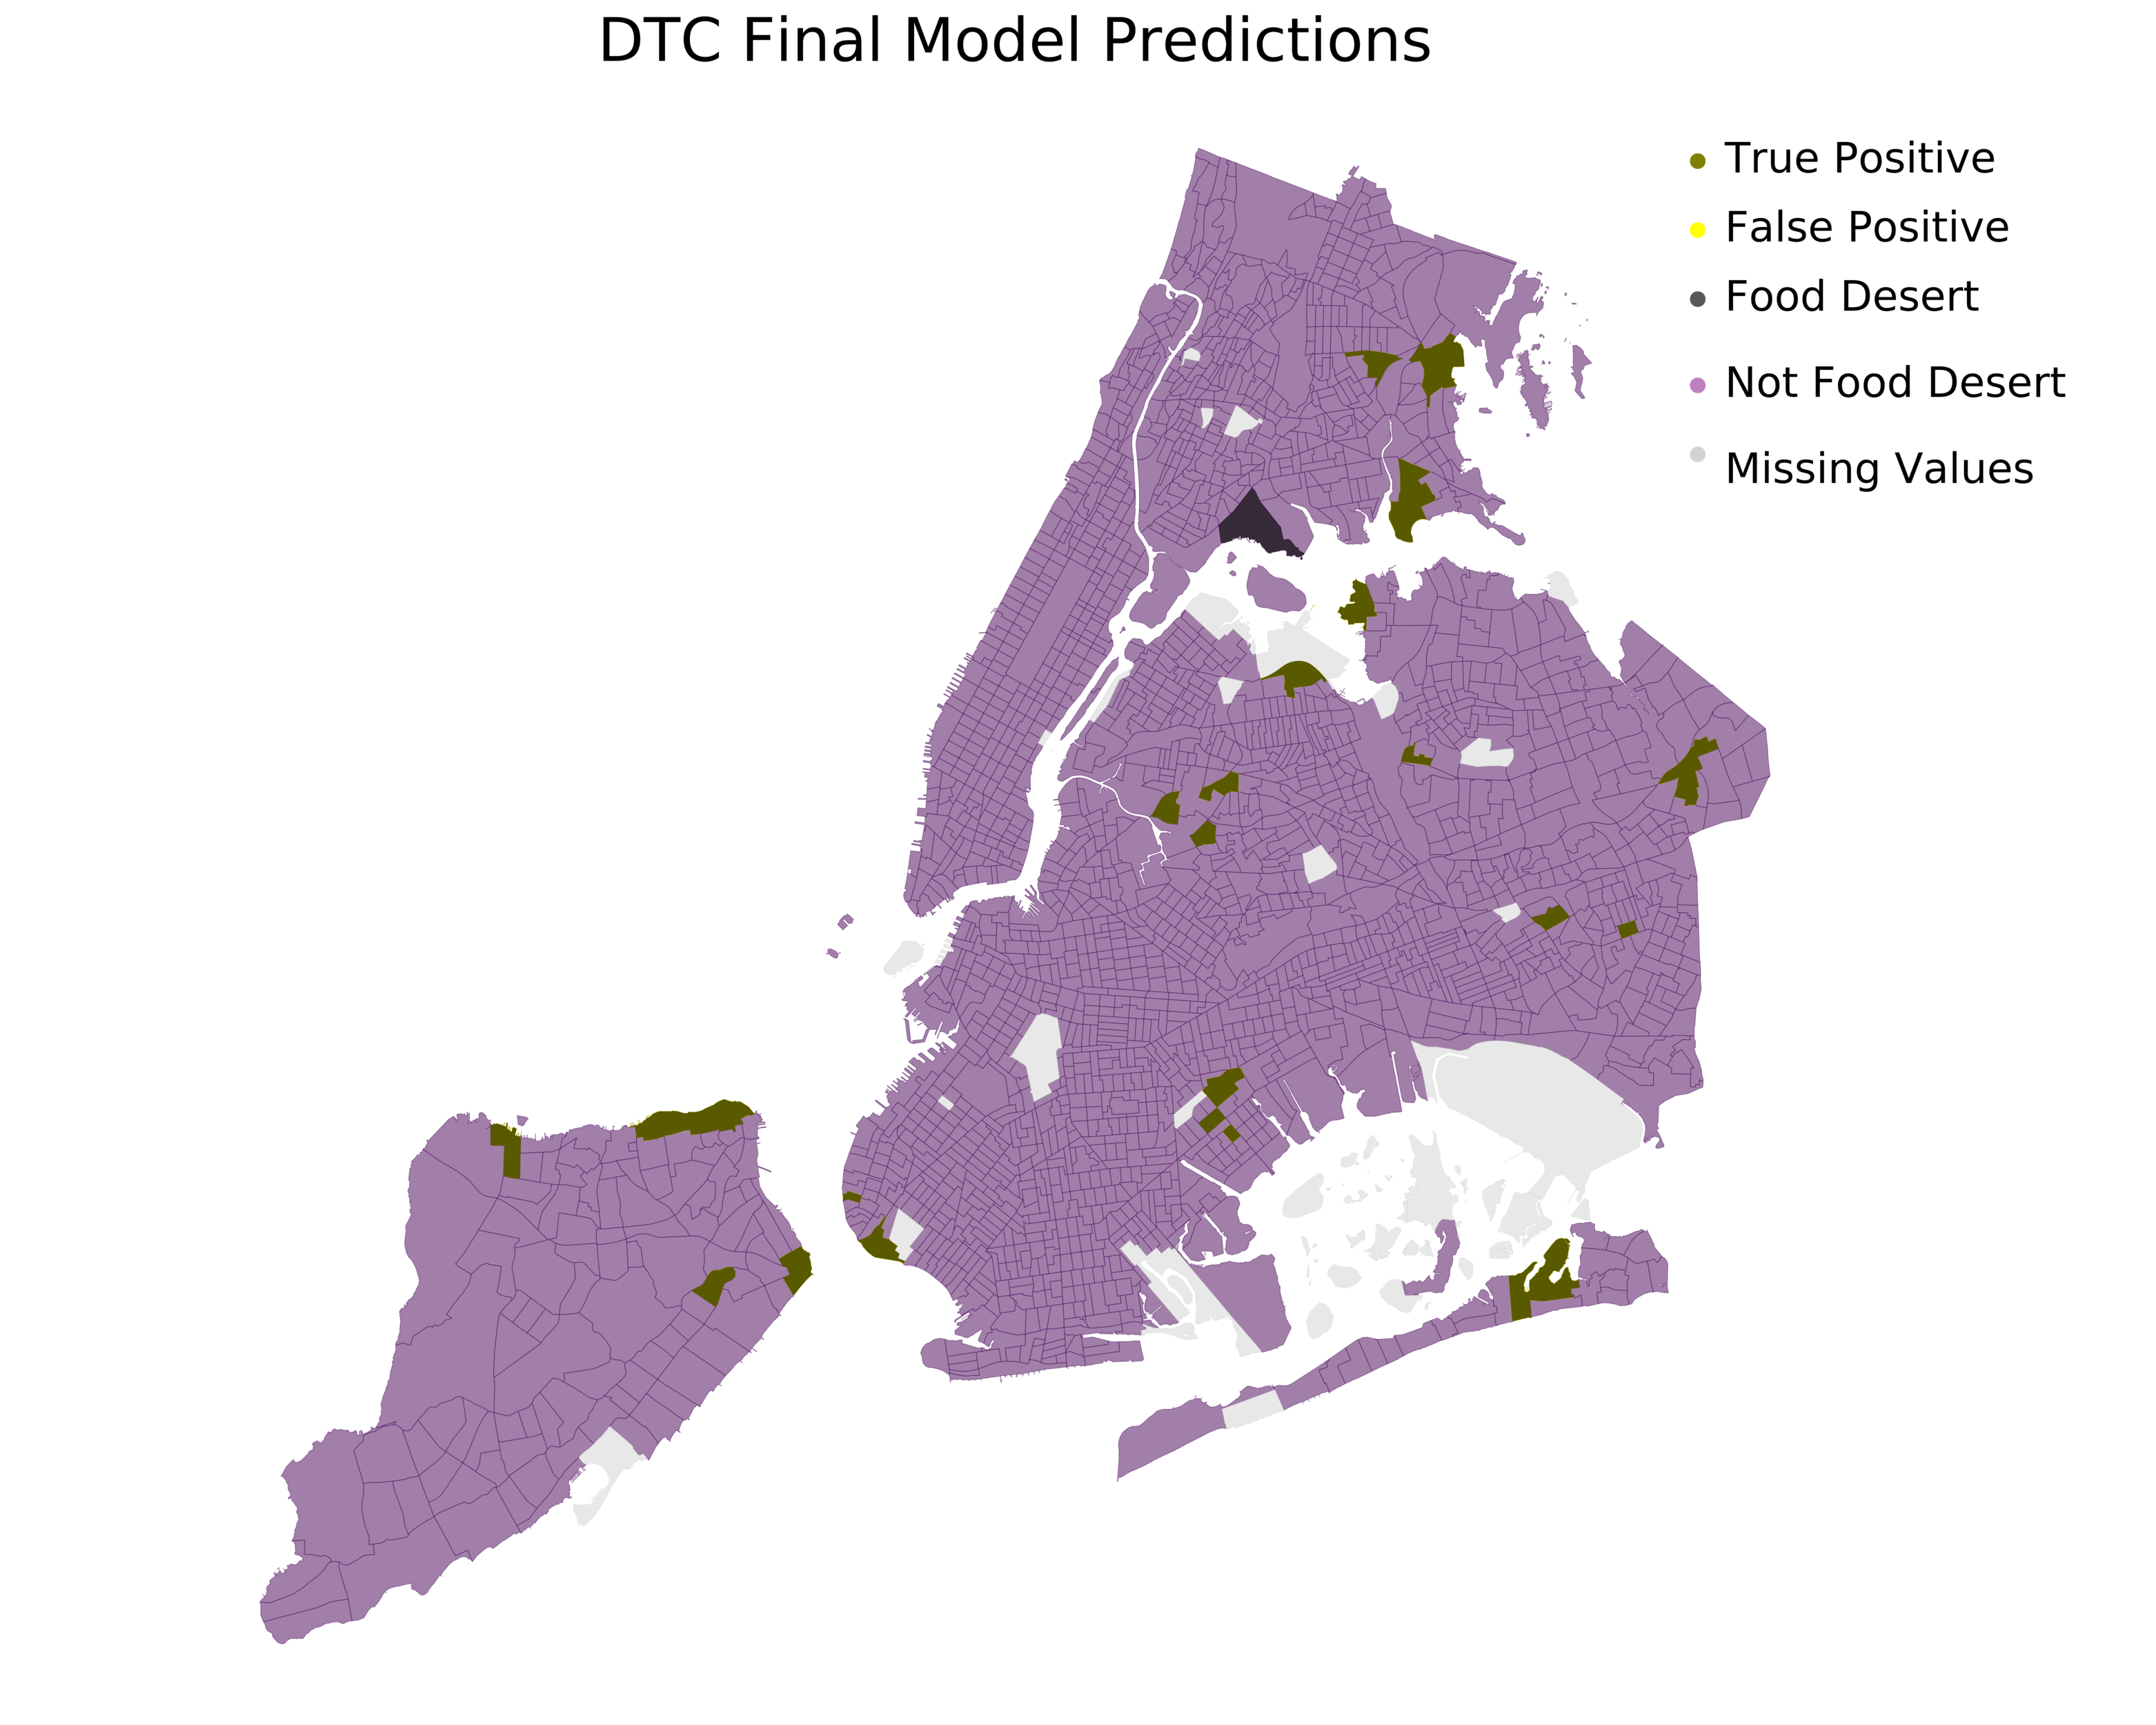 DTC Final Model Predictions
True Positive
False Positive
Food Desert
Not Food Desert
Missing Values